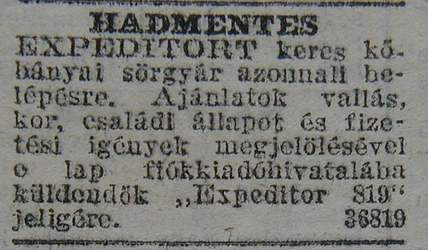 HADMENTES
EXPEDITORT keres kő-
bányai sörgyár azonnali be-
lépésre. Ajánlatok vallás,
kor, családi állapot és fize-
tési igények megjelölésével
e lap fiókkiadóhivatalába
küldendők „Expeditor 819“
jeligére. 36819